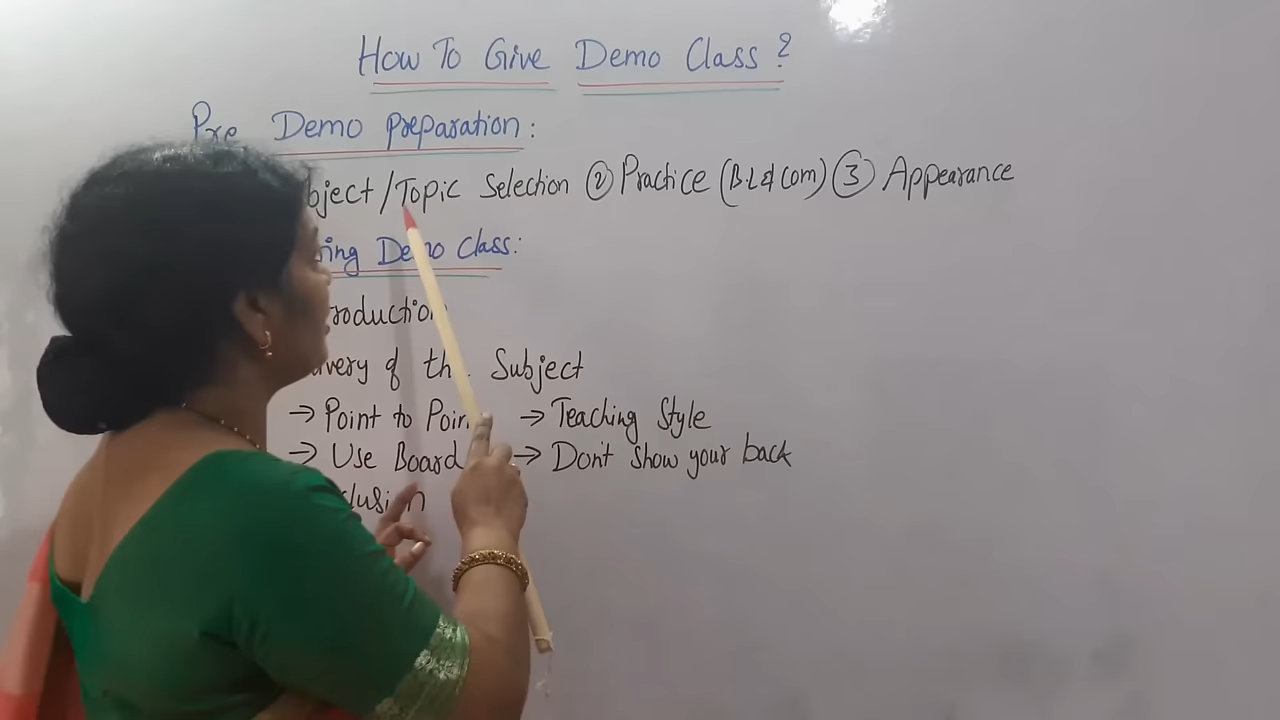 How To Give Demo Class ?
Pre Demo preparation :
bject / Topic Selection ② Practice (B.L & Com) ③ Appearance
ing Demo Class :
roduction
very of the Subject
→ Point to Point → Teaching Style
→ Use Board → Don't show your back
clusion